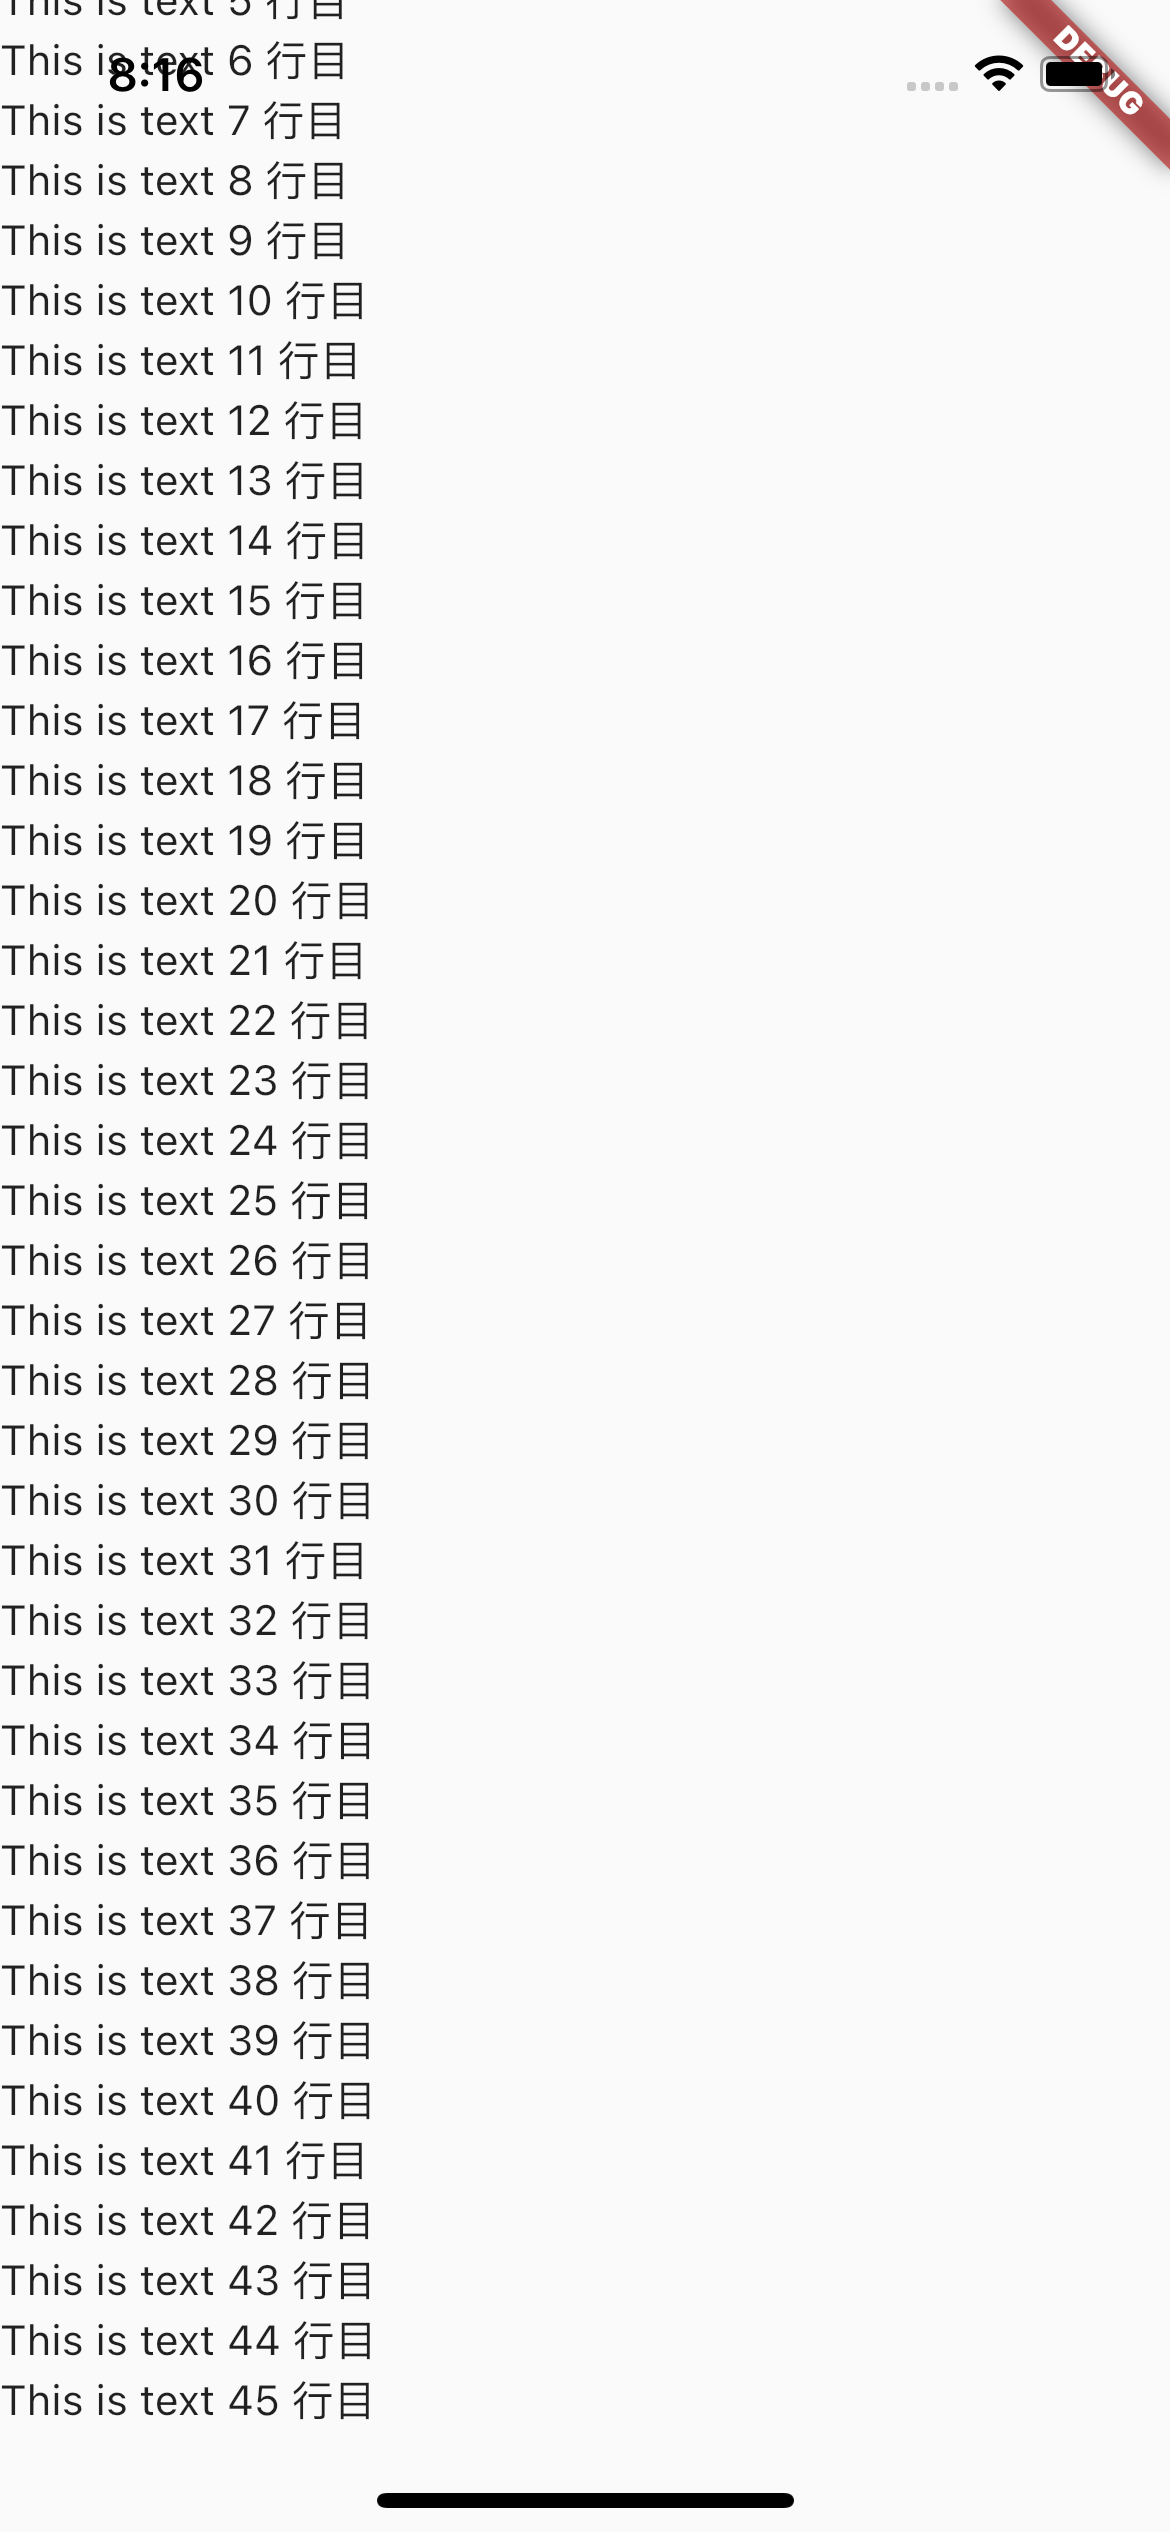 This is text 5 行目
This is text 6 行目
8:16
DEBUG
This is text 7 行目
This is text 8 行目
This is text 9 行目
This is text 10 行目
This is text 11 行目
This is text 12 行目
This is text 13 行目
This is text 14 行目
This is text 15 行目
This is text 16 行目
This is text 17 行目
This is text 18 行目
This is text 19 行目
This is text 20 行目
This is text 21 行目
This is text 22 行目
This is text 23 行目
This is text 24 行目
This is text 25 行目
This is text 26 行目
This is text 27 行目
This is text 28 行目
This is text 29 行目
This is text 30 行目
This is text 31 行目
This is text 32 行目
This is text 33 行目
This is text 34 行目
This is text 35 行目
This is text 36 行目
This is text 37 行目
This is text 38 行目
This is text 39 行目
This is text 40 行目
This is text 41 行目
This is text 42 行目
This is text 43 行目
This is text 44 行目
This is text 45 行目